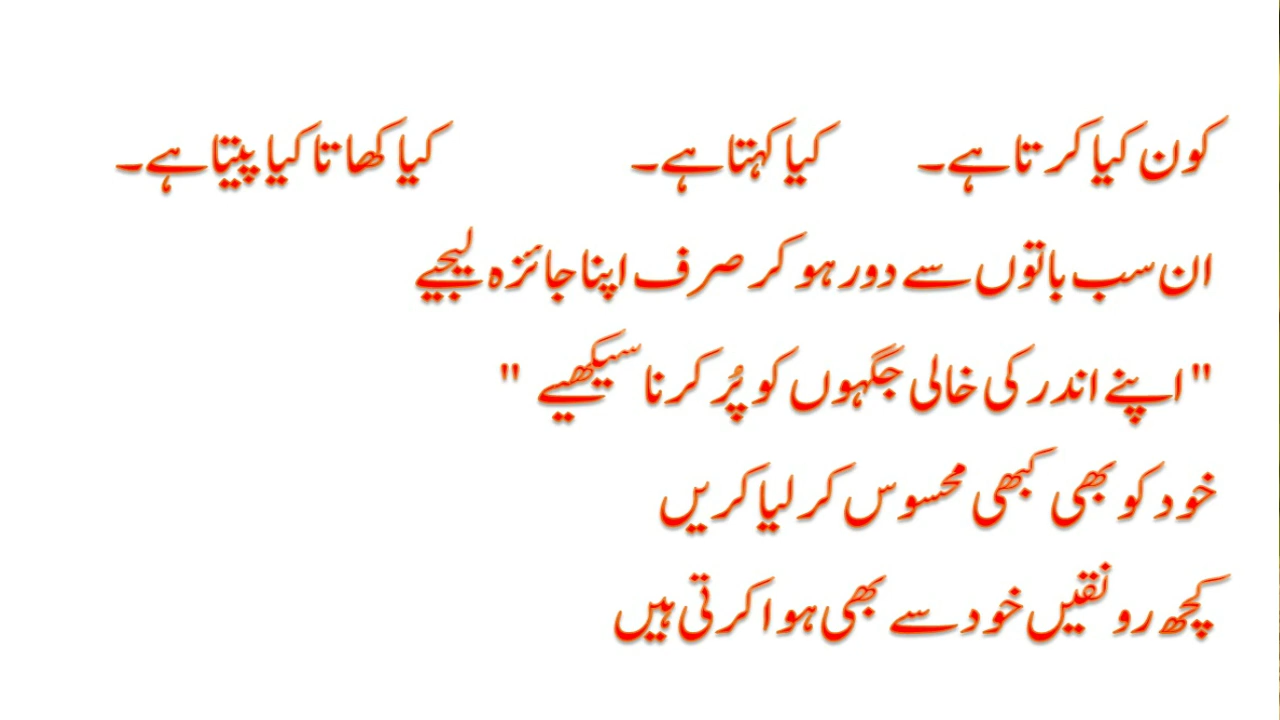 کون کیا کرتا ہے۔ کیا کہتا ہے۔ کیا کھاتا کیا پیتا ہے۔
ان سب باتوں سے دور ہو کر صرف اپنا جائزہ لیجیے
" اپنے اندر کی خالی جگہوں کو پُر کرنا سیکھیے "
خود کو بھی کبھی محسوس کر لیا کریں
کچھ رونقیں خود سے بھی ہوا کرتی ہیں